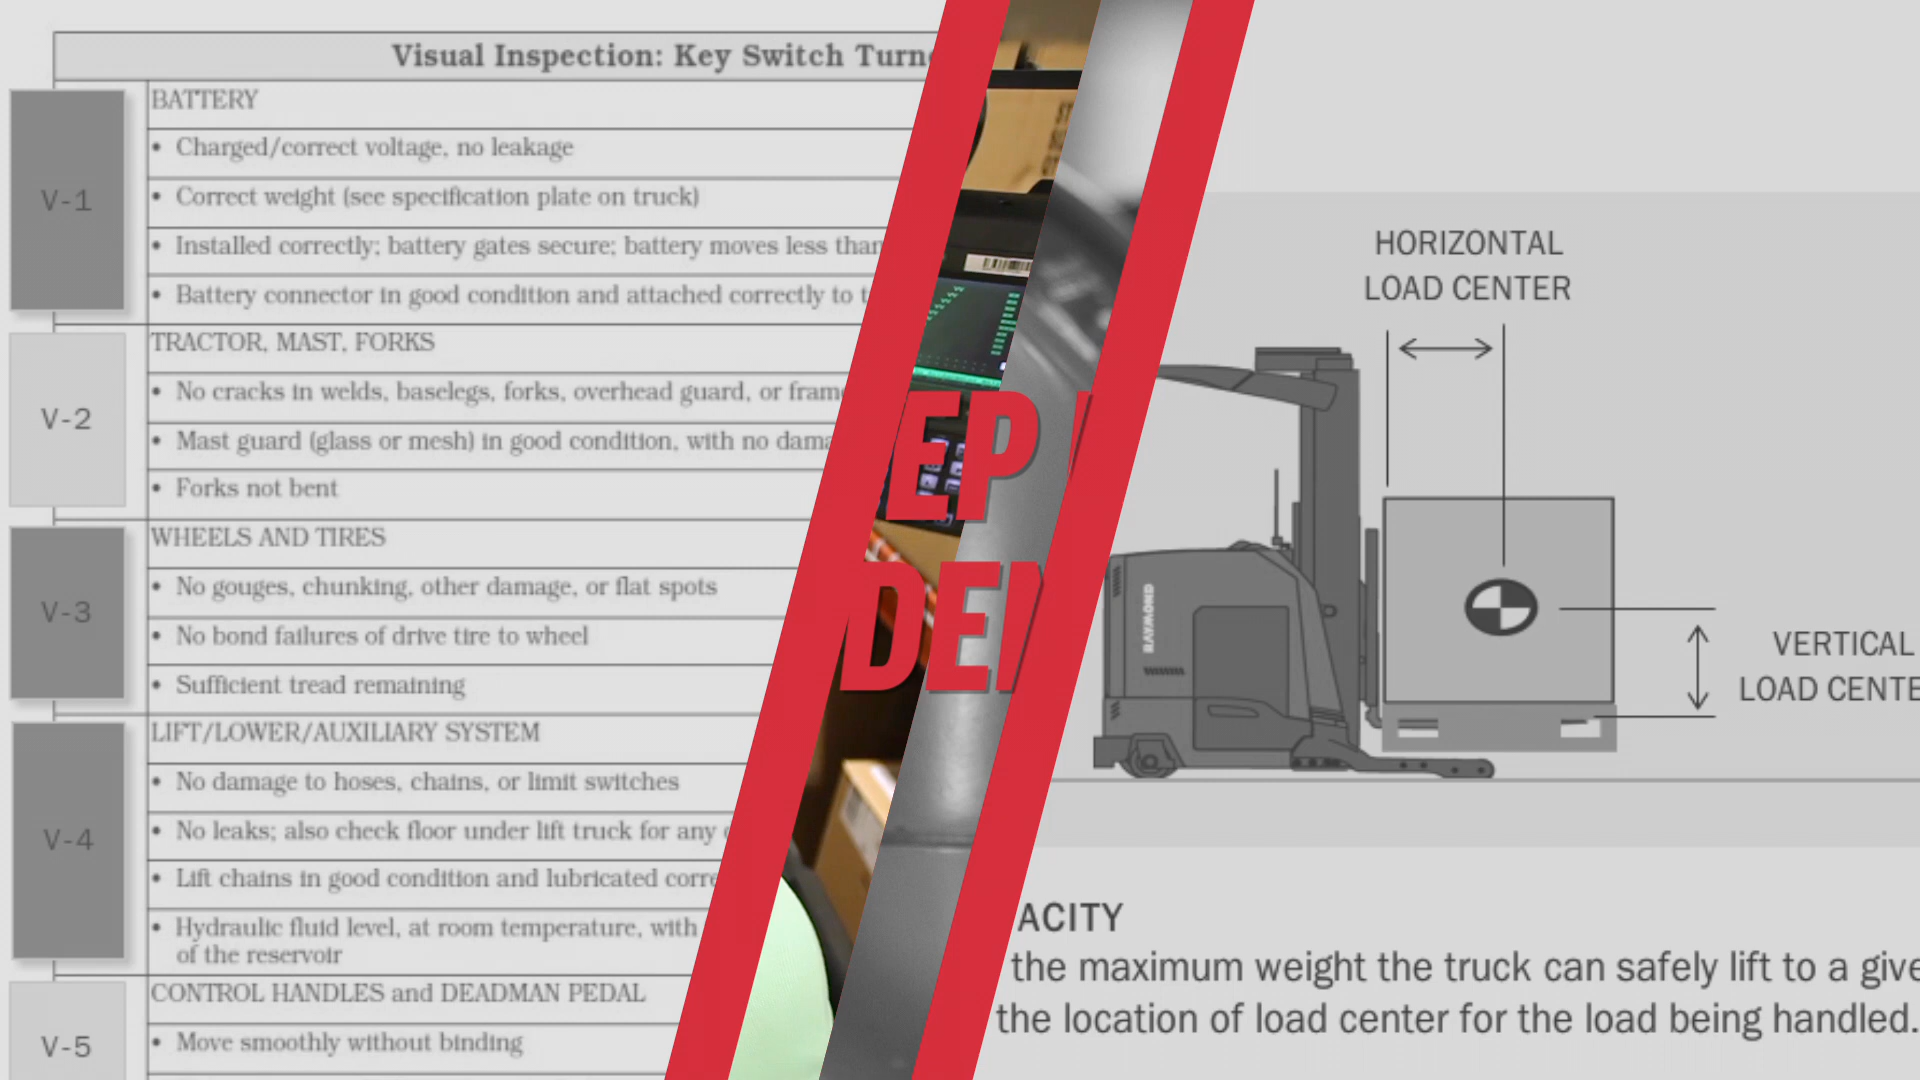 Visual Inspection: Key Switch
V-1
BATTERY
• Charged/correct voltage, no leakage
• Correct weight (see specification plate on truck)
• Installed correctly; battery gates secure; battery moves less than
• Battery connector in good condition and attached correctly to
V-2
TRACTOR, MAST, FORKS
• No cracks in welds, baselegs, forks, overhead guard, or
• Mast guard (glass or mesh) in good condition, with no
• Forks not bent
V-3
WHEELS AND TIRES
• No gouges, chunking, other damage, or flat spots
• No bond failures of drive tire to wheel
• Sufficient tread remaining
V-4
LIFT/LOWER/AUXILIARY SYSTEM
• No damage to hoses, chains, or limit switches
• No leaks; also check floor under lift truck for any
• Lift chains in good condition and lubricated
• Hydraulic fluid level, at room temperature, with
of the reservoir
V-5
CONTROL HANDLES and DEADMAN PEDAL
• Move smoothly without binding
EP
DE
HORIZONTAL
LOAD CENTER
RAYMOND
VERTICAL
LOAD
ACITY
the maximum weight the truck can safely lift to a
the location of load center for the load being handled.